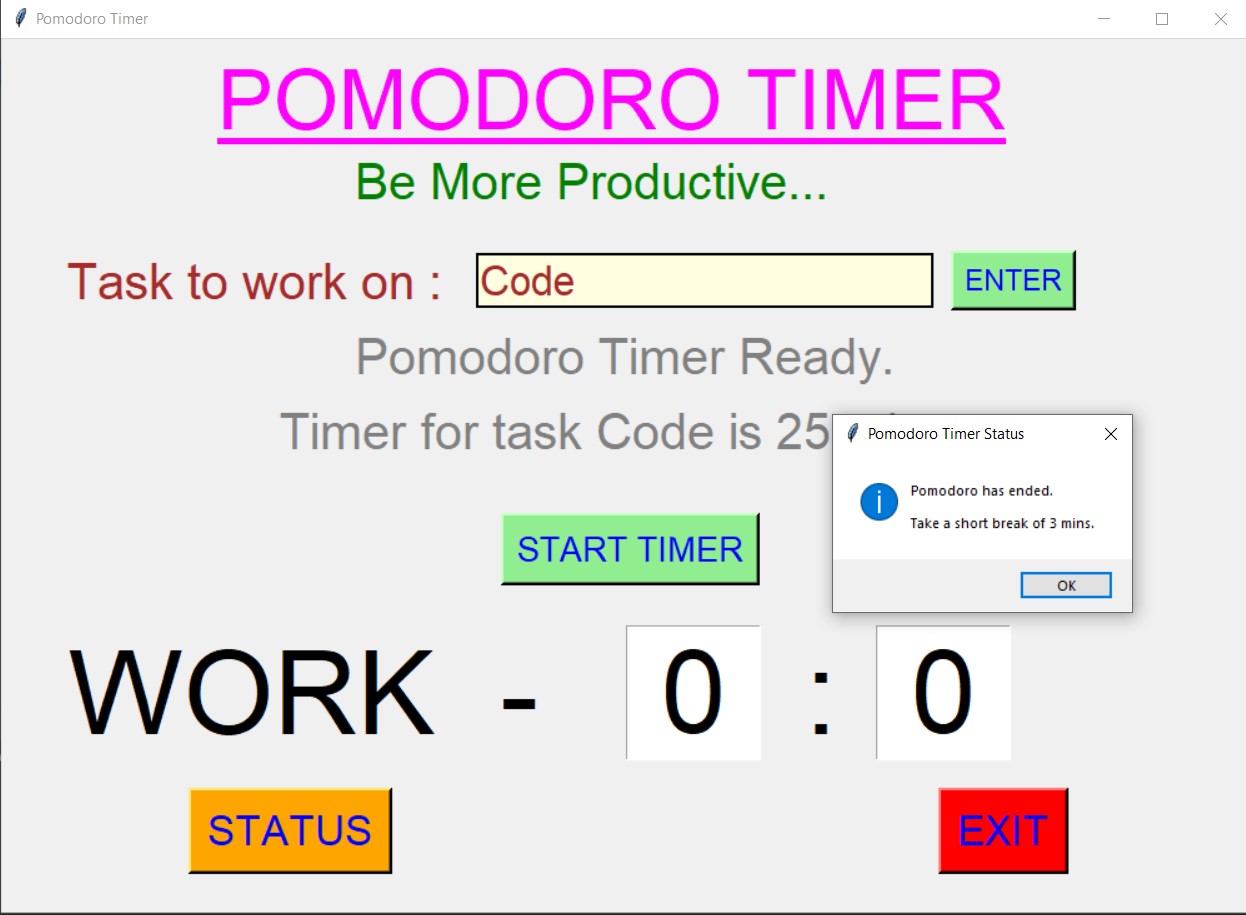 Pomodoro Timer
POMODORO TIMER
Be More Productive...
Task to work on : Code ENTER
Pomodoro Timer Ready.
Timer for task Code is 25
Pomodoro Timer Status
Pomodoro has ended.
Take a short break of 3 mins.
OK
START TIMER
WORK - 0 : 0
STATUS EXIT